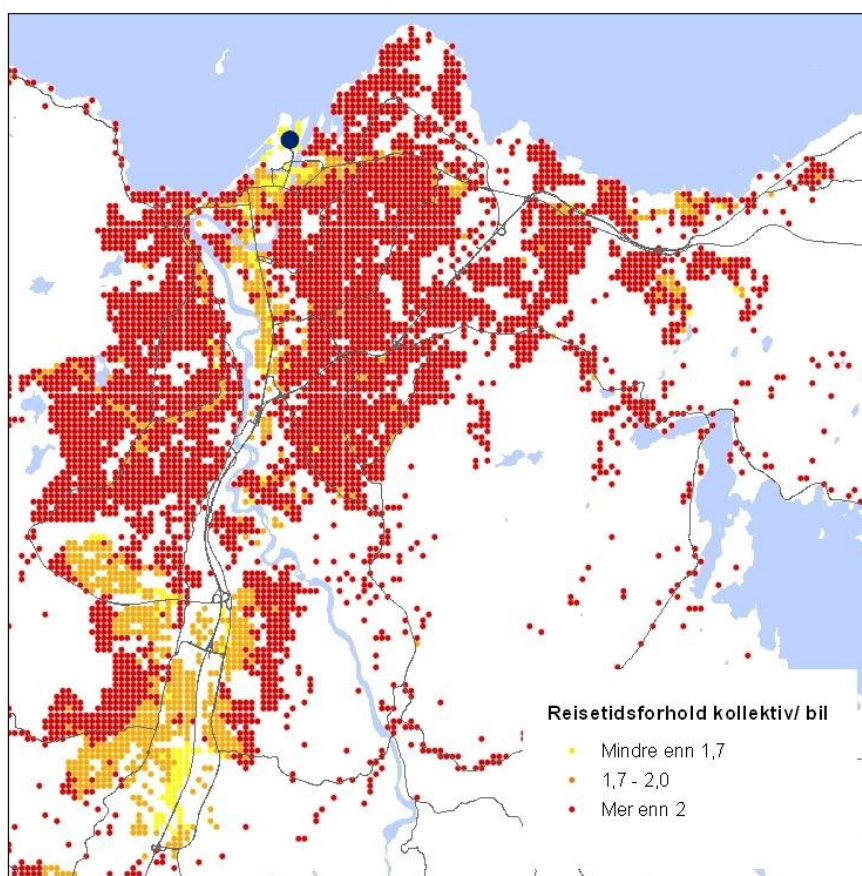 Reisetidsforhold kollektiv/ bil
Mindre enn 1,7
1,7 - 2,0
Mer enn 2